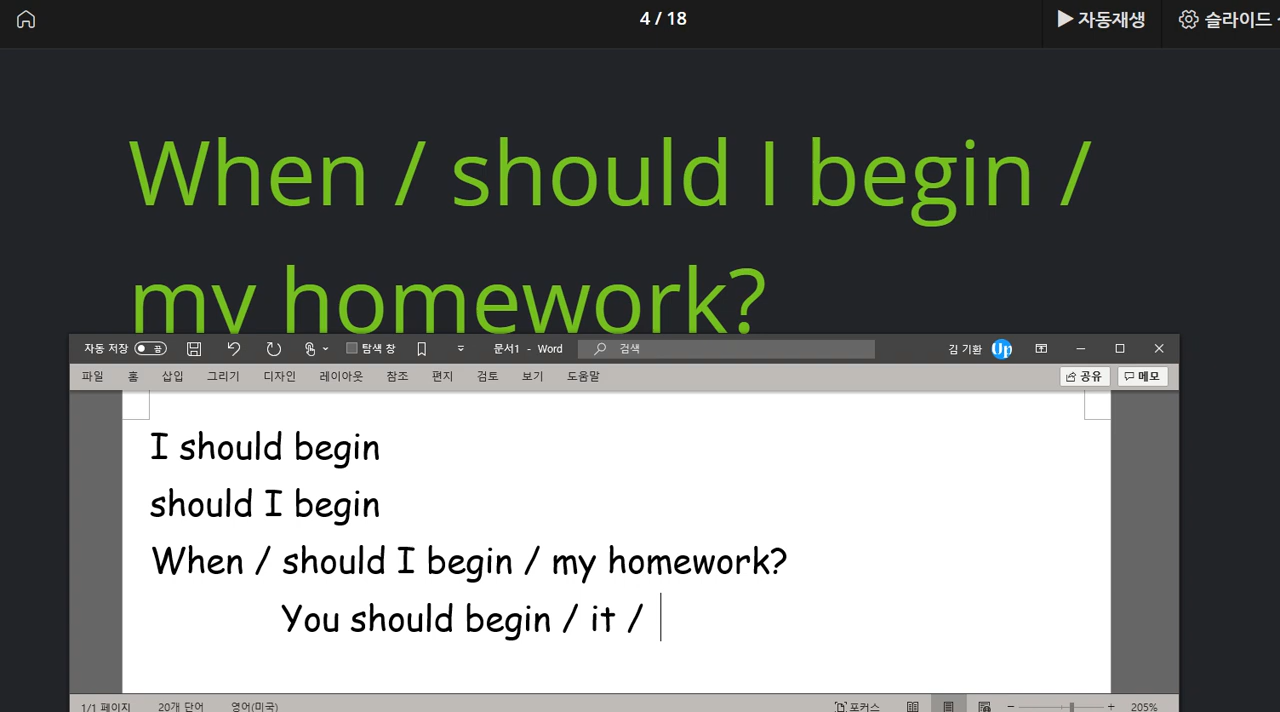 4 / 18
자동재생
슬라이드
When / should I begin /
my homework?
자동 저장 끔
탐색 창
문서1 - Word
검색
김 기환
Up
파일 홈 삽입 그리기 디자인 레이아웃 참조 편지 검토 보기 도움말
공유
메모
I should begin
should I begin
When / should I begin / my homework?
You should begin / it /
1/1 페이지 20개 단어 영어(미국)
포커스
205%